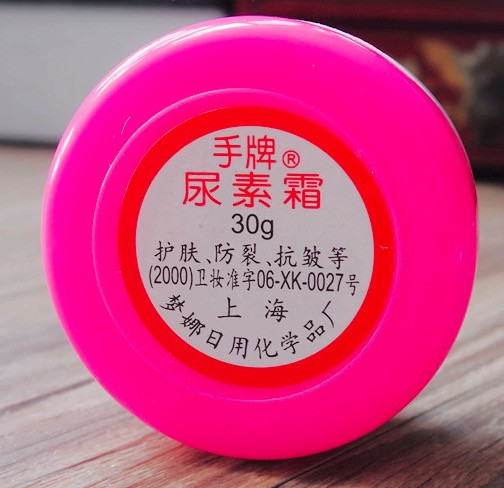 手牌®
尿素霜
30g
护肤、防裂、抗皱等
(2000)卫妆准字06-XK-0027号
上海
梦娜日用化学品厂